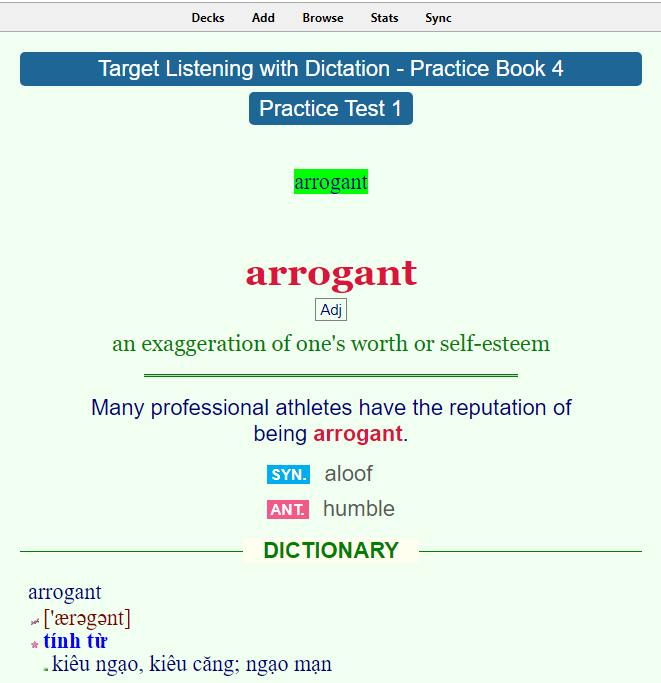 Decks Add Browse Stats Sync
Target Listening with Dictation - Practice Book 4
Practice Test 1
arrogant
arrogant
Adj
an exaggeration of one's worth or self-esteem
Many professional athletes have the reputation of
being arrogant.
SYN. aloof
ANT. humble
DICTIONARY
arrogant
['ærəgənt]
tính từ
kiêu ngạo, kiêu căng; ngạo mạn